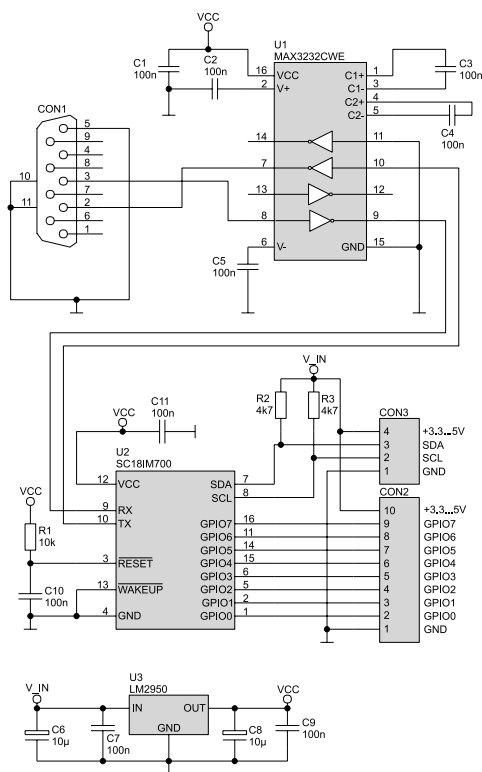 VCC
U1
MAX3232CWE
C1
100n
C2
100n
16 VCC
2 V+
C1+ 1
C1- 3
C2+ 4
C2- 5
C3
100n
C4
100n
CON1
5
9
4
8
3
7
2
6
1
10
11
14
11
7
10
13
12
8
9
6 V-
GND 15
C5
100n
V_IN
R2
4k7
R3
4k7
C11
100n
VCC
U2
SC18IM700
12 VCC
SDA 7
SCL 8
9 RX
10 TX
GPIO7 16
GPIO6 11
GPIO5 14
GPIO4 15
GPIO3 6
GPIO2 5
GPIO1 2
GPIO0 1
3 RESET
13 WAKEUP
4 GND
VCC
R1
10k
C10
100n
CON3
4 +3.3...5V
3 SDA
2 SCL
1 GND
CON2
10 +3.3...5V
9 GPIO7
8 GPIO6
7 GPIO5
6 GPIO4
5 GPIO3
4 GPIO2
3 GPIO1
2 GPIO0
1 GND
V_IN
U3
LM2950
VCC
IN OUT
GND
C6
10µ
C7
100n
C8
10µ
C9
100n